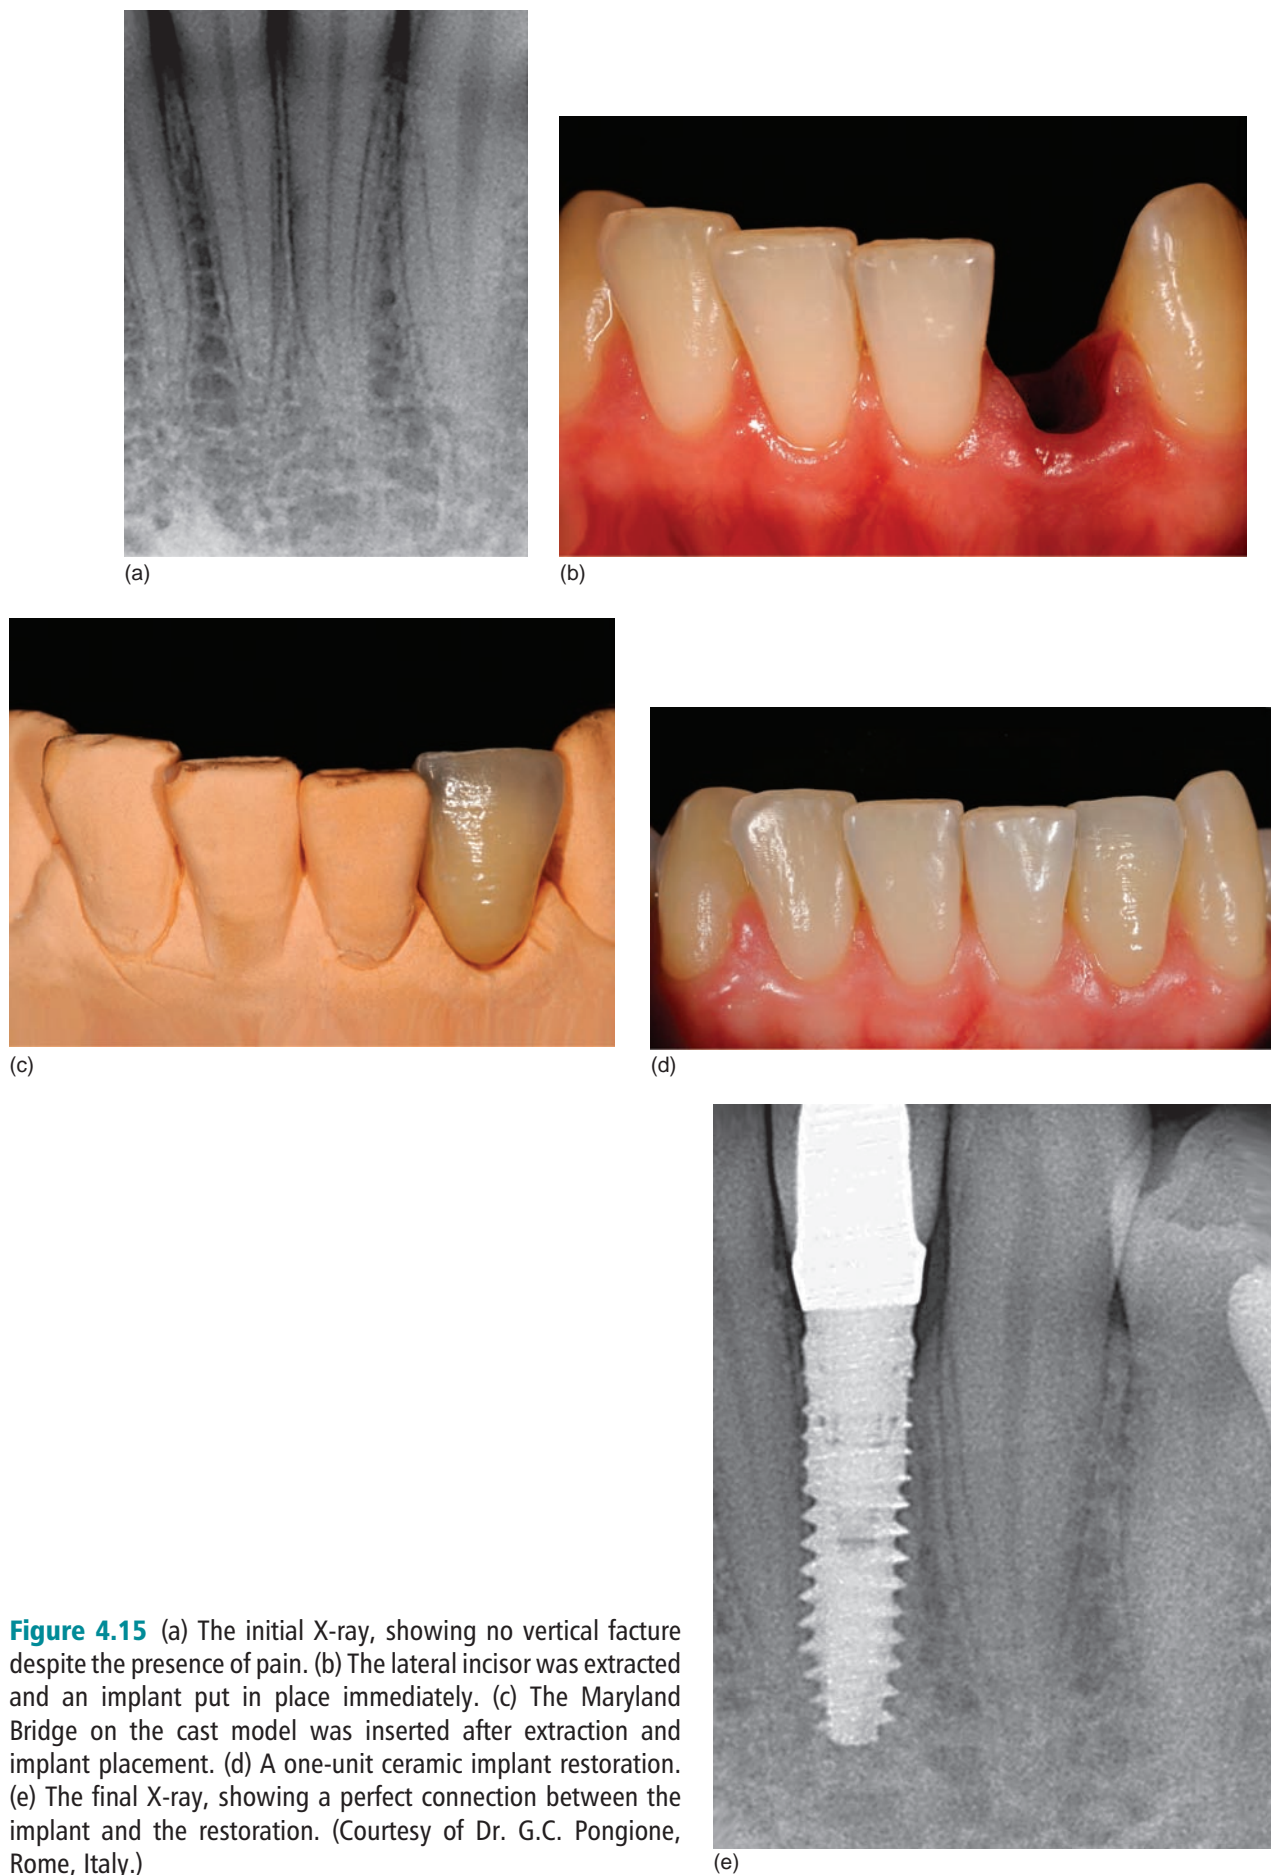 (a)
(b)
(c)
(d)
Figure 4.15 (a) The initial X-ray, showing no vertical facture
despite the presence of pain. (b) The lateral incisor was extracted
and an implant put in place immediately. (c) The Maryland
Bridge on the cast model was inserted after extraction and
implant placement. (d) A one-unit ceramic implant restoration.
(e) The final X-ray, showing a perfect connection between the
implant and the restoration. (Courtesy of Dr. G.C. Pongione,
Rome, Italy.)
(e)